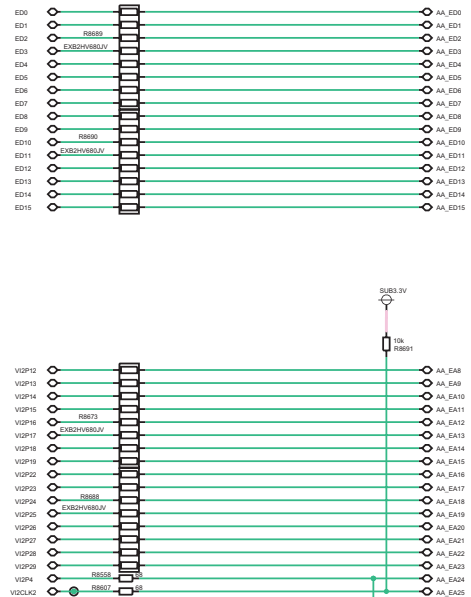 ED0 AA_ED0
ED1 AA_ED1
ED2 R8689 AA_ED2
ED3 EXB2HV680JV AA_ED3
ED4 AA_ED4
ED5 AA_ED5
ED6 AA_ED6
ED7 AA_ED7
ED8 AA_ED8
ED9 AA_ED9
ED10 R8690 AA_ED10
ED11 EXB2HV680JV AA_ED11
ED12 AA_ED12
ED13 AA_ED13
ED14 AA_ED14
ED15 AA_ED15
SUB3.3V
10k
R8691
VI2P12 AA_EA8
VI2P13 AA_EA9
VI2P14 AA_EA10
VI2P15 AA_EA11
VI2P16 R8673 AA_EA12
VI2P17 EXB2HV680JV AA_EA13
VI2P18 AA_EA14
VI2P19 AA_EA15
VI2P22 AA_EA16
VI2P23 AA_EA17
VI2P24 R8688 AA_EA18
VI2P25 EXB2HV680JV AA_EA19
VI2P26 AA_EA20
VI2P27 AA_EA21
VI2P28 AA_EA22
VI2P29 AA_EA23
VI2P4 R8558 68 AA_EA24
VI2CLK2 R8607 68 AA_EA25